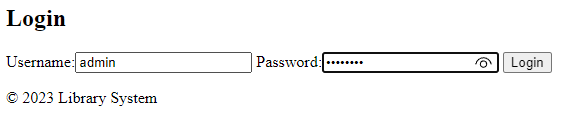 Login
Username: admin Password: •••••••• Login
© 2023 Library System